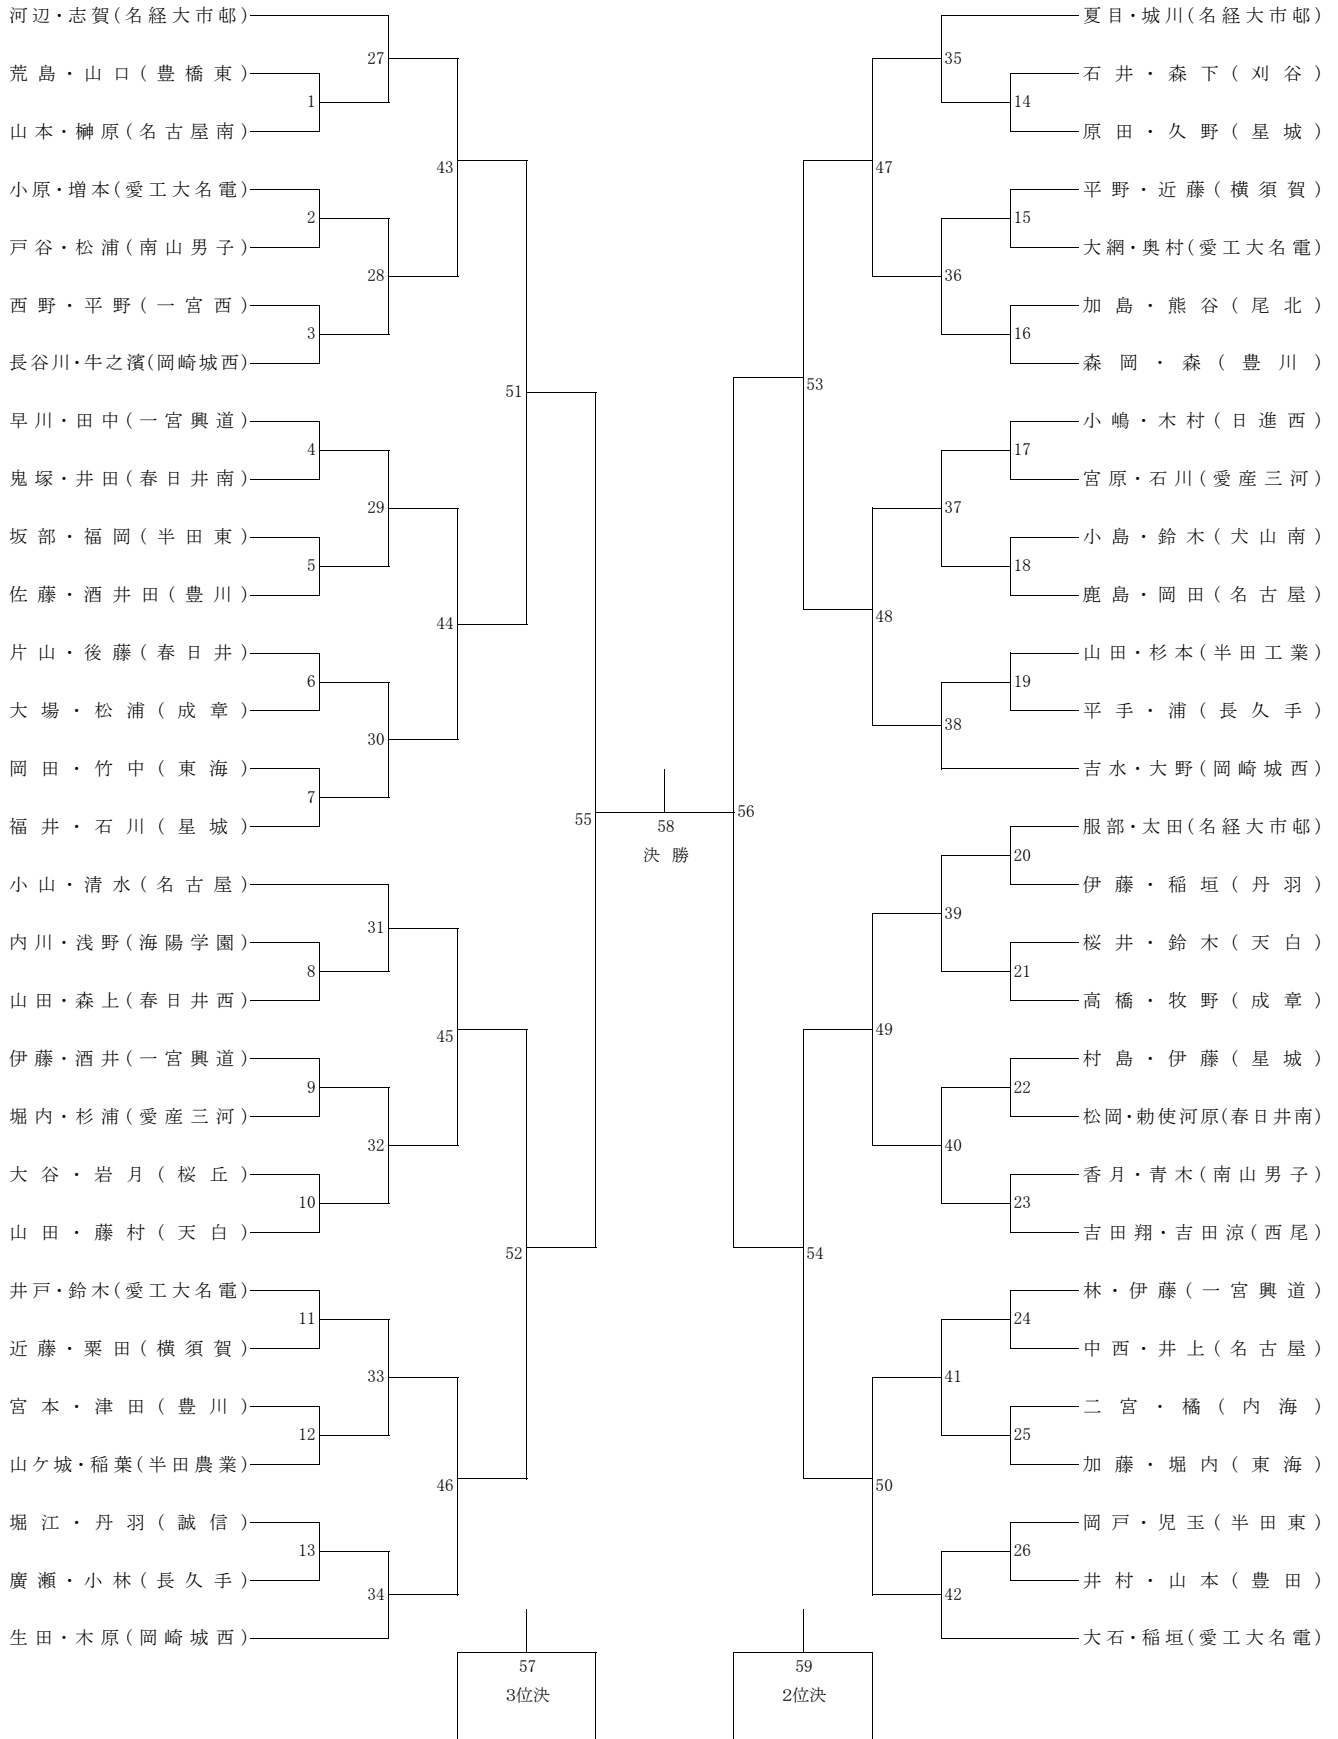 河辺・志賀(名経大市邨)
荒島・山口(豊橋東)
山本・榊原(名古屋南)
小原・増本(愛工大名電)
戸谷・松浦(南山男子)
西野・平野(一宮西)
長谷川・牛之濱(岡崎城西)
早川・田中(一宮興道)
鬼塚・井田(春日井南)
坂部・福岡(半田東)
佐藤・酒井田(豊川)
片山・後藤(春日井)
大場・松浦(成章)
岡田・竹中(東海)
福井・石川(星城)
小山・清水(名古屋)
内川・浅野(海陽学園)
山田・森上(春日井西)
伊藤・酒井(一宮興道)
堀内・杉浦(愛産三河)
大谷・岩月(桜丘)
山田・藤村(天白)
井戸・鈴木(愛工大名電)
近藤・粟田(横須賀)
宮本・津田(豊川)
山ケ城・稲葉(半田農業)
堀江・丹羽(誠信)
廣瀬・小林(長久手)
生田・木原(岡崎城西)
1
2
3
4
5
6
7
8
9
10
11
12
13
27
28
29
30
31
32
33
34
43
44
45
46
51
52
55
58
決勝
57
3位決
59
2位決
56
53
54
47
48
49
50
35
36
37
38
39
40
41
42
14
15
16
17
18
19
20
21
22
23
24
25
26
夏目・城川(名経大市邨)
石井・森下(刈谷)
原田・久野(星城)
平野・近藤(横須賀)
大網・奥村(愛工大名電)
加島・熊谷(尾北)
森岡・森(豊川)
小嶋・木村(日進西)
宮原・石川(愛産三河)
小島・鈴木(犬山南)
鹿島・岡田(名古屋)
山田・杉本(半田工業)
平手・浦(長久手)
吉水・大野(岡崎城西)
服部・太田(名経大市邨)
伊藤・稲垣(丹羽)
桜井・鈴木(天白)
高橋・牧野(成章)
村島・伊藤(星城)
松岡・勅使河原(春日井南)
香月・青木(南山男子)
吉田翔・吉田涼(西尾)
林・伊藤(一宮興道)
中西・井上(名古屋)
二宮・橘(内海)
加藤・堀内(東海)
岡戸・児玉(半田東)
井村・山本(豊田)
大石・稲垣(愛工大名電)